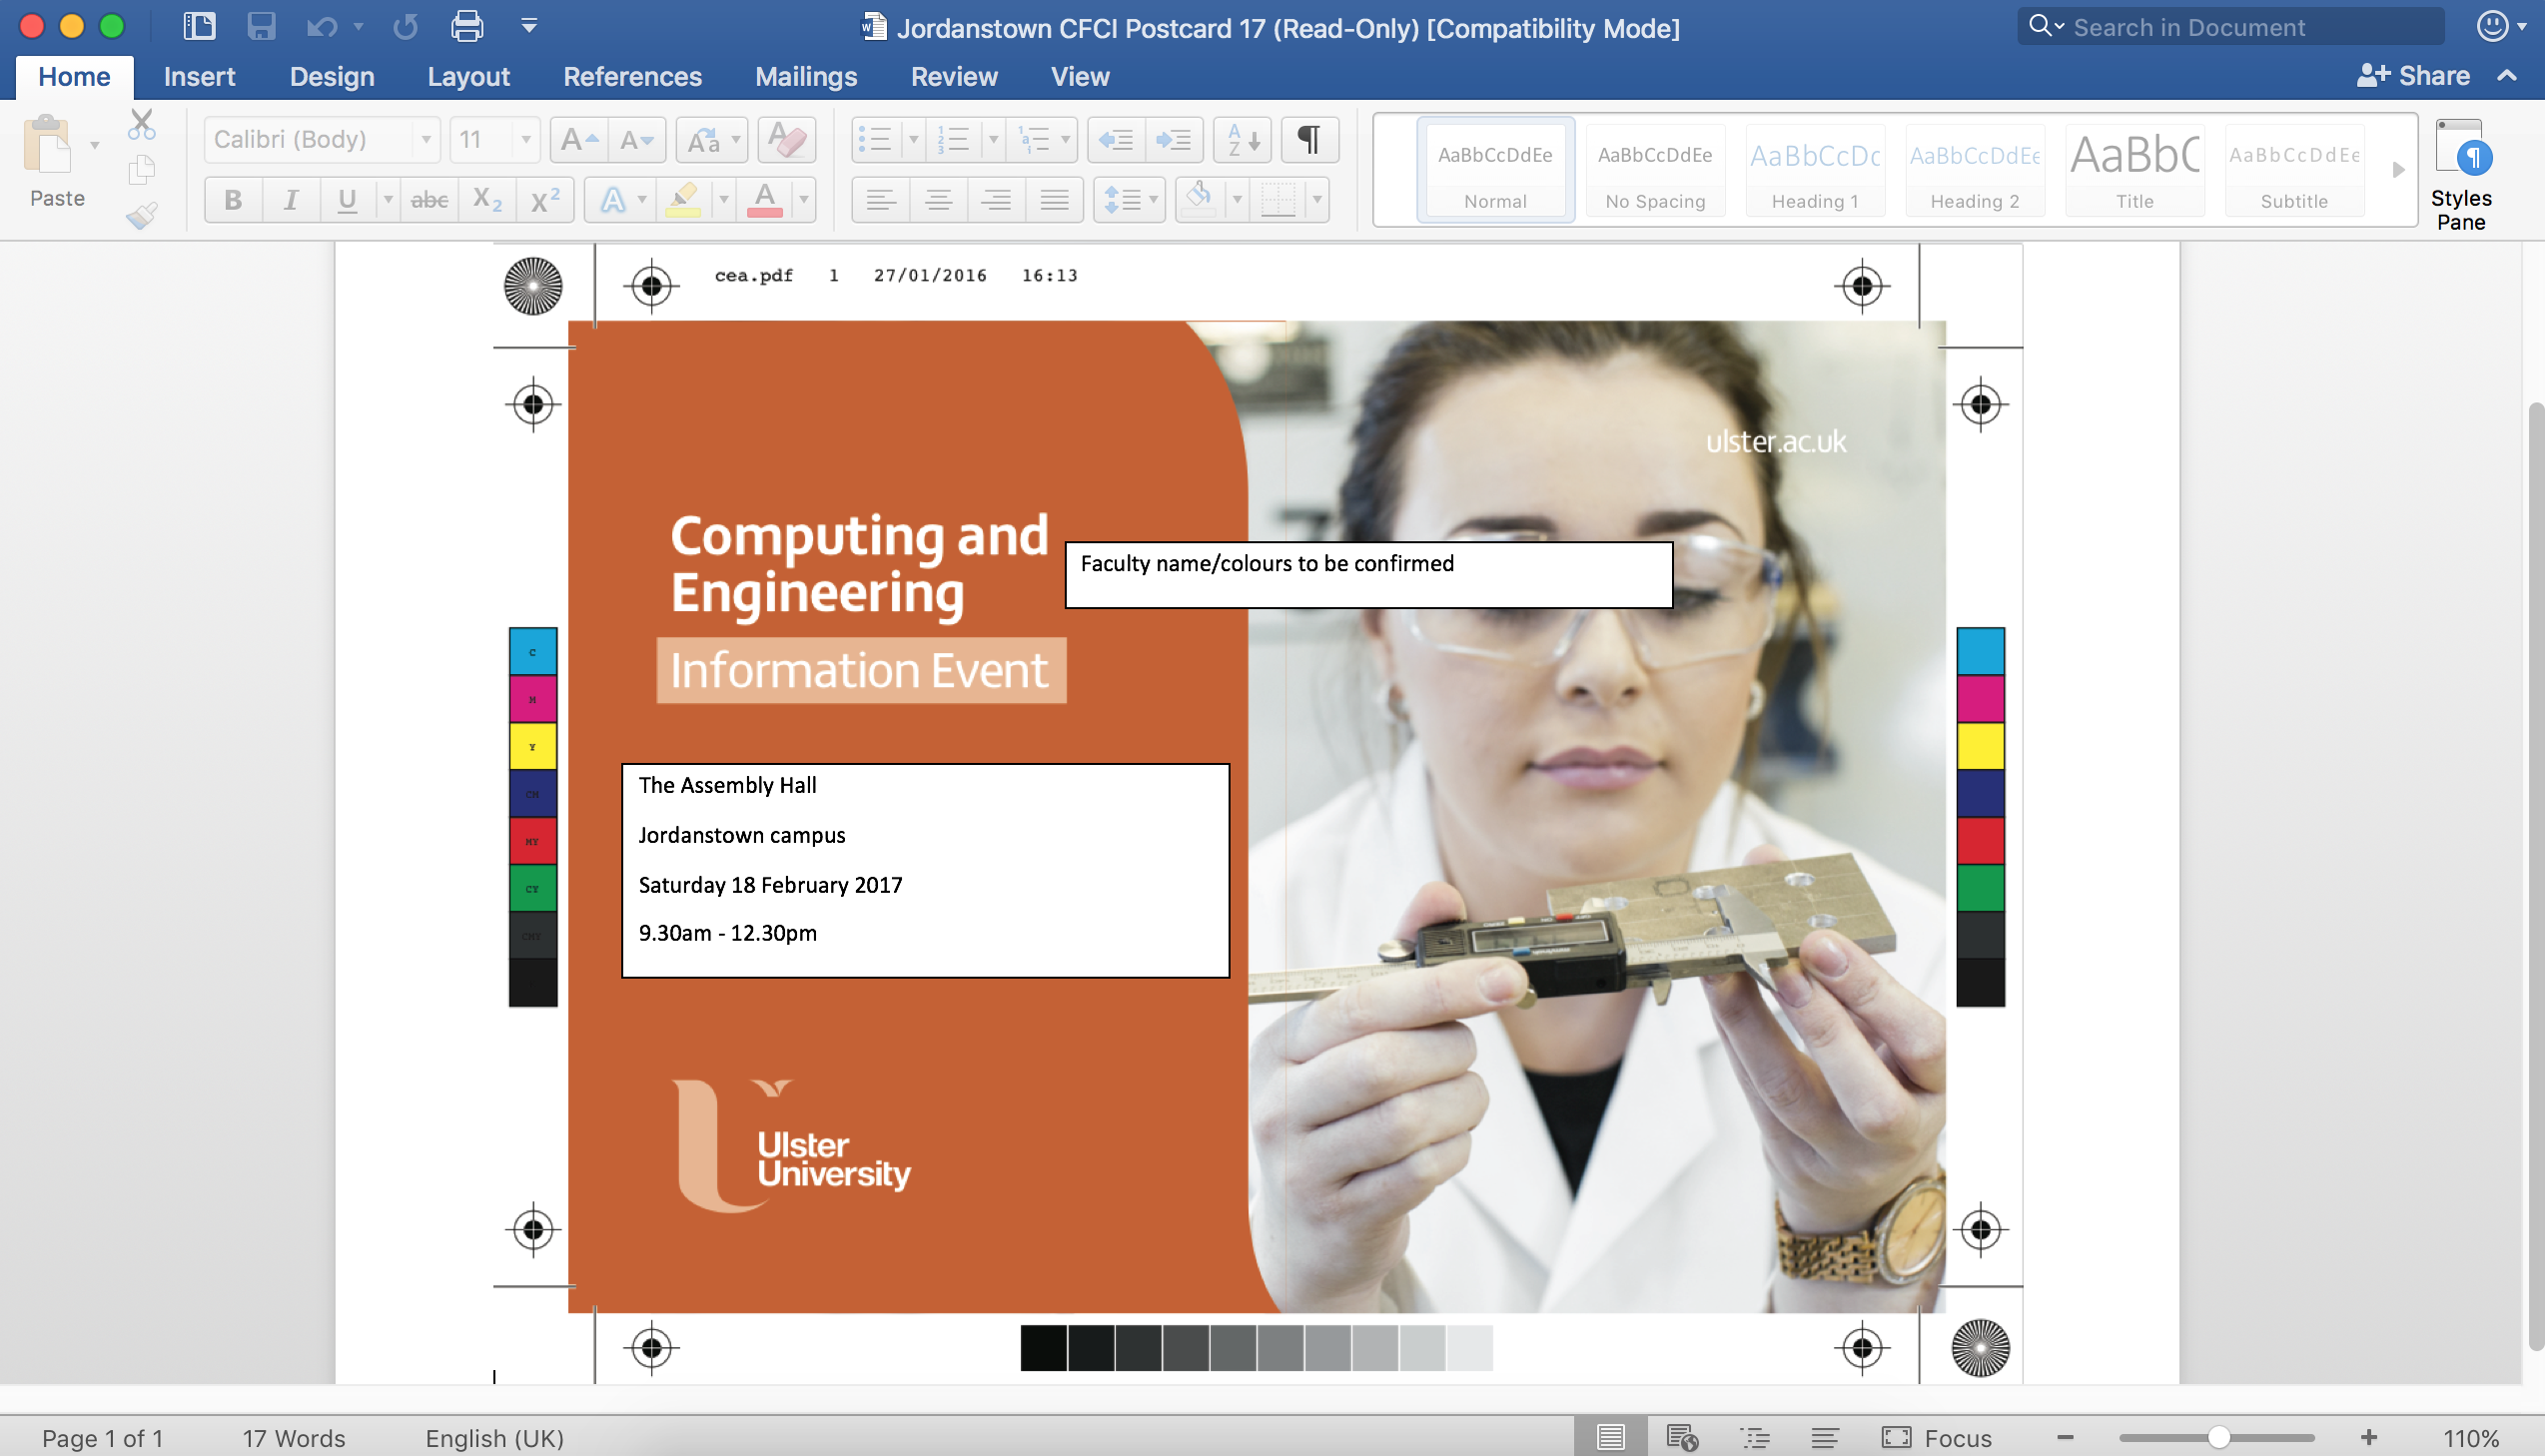 Jordanstown CFCI Postcard 17 (Read-Only) [Compatibility Mode]
Search in Document
Home Insert Design Layout References Mailings Review View
Share
Paste
Calibri (Body) 11
AaBbCcDdEe AaBbCcDdEe AaBbCcDc AaBbCcDdEe AaBbC AaBbCcDdEe
Normal No Spacing Heading 1 Heading 2 Title Subtitle
Styles
Pane
cea.pdf 1 27/01/2016 16:13
ulster.ac.uk
Computing and
Engineering
Faculty name/colours to be confirmed
Information Event
C
M
Y
CM
MY
CY
CMY
The Assembly Hall
Jordanstown campus
Saturday 18 February 2017
9.30am - 12.30pm
Ulster
University
Page 1 of 1 17 Words English (UK) Focus 110%